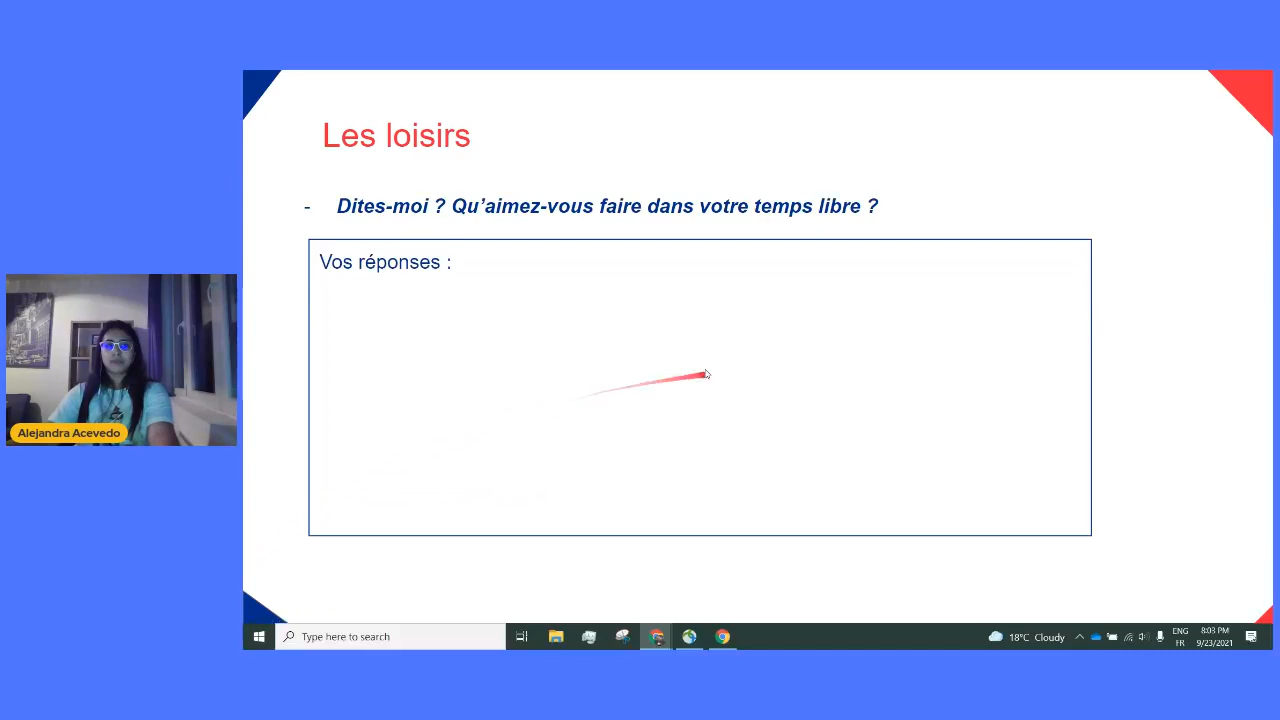 Les loisirs
- Dites-moi ? Qu'aimez-vous faire dans votre temps libre ?
Vos réponses :
Alejandra Acevedo
Type here to search
18°C Cloudy
ENG
FR
8:03 PM
9/23/2021